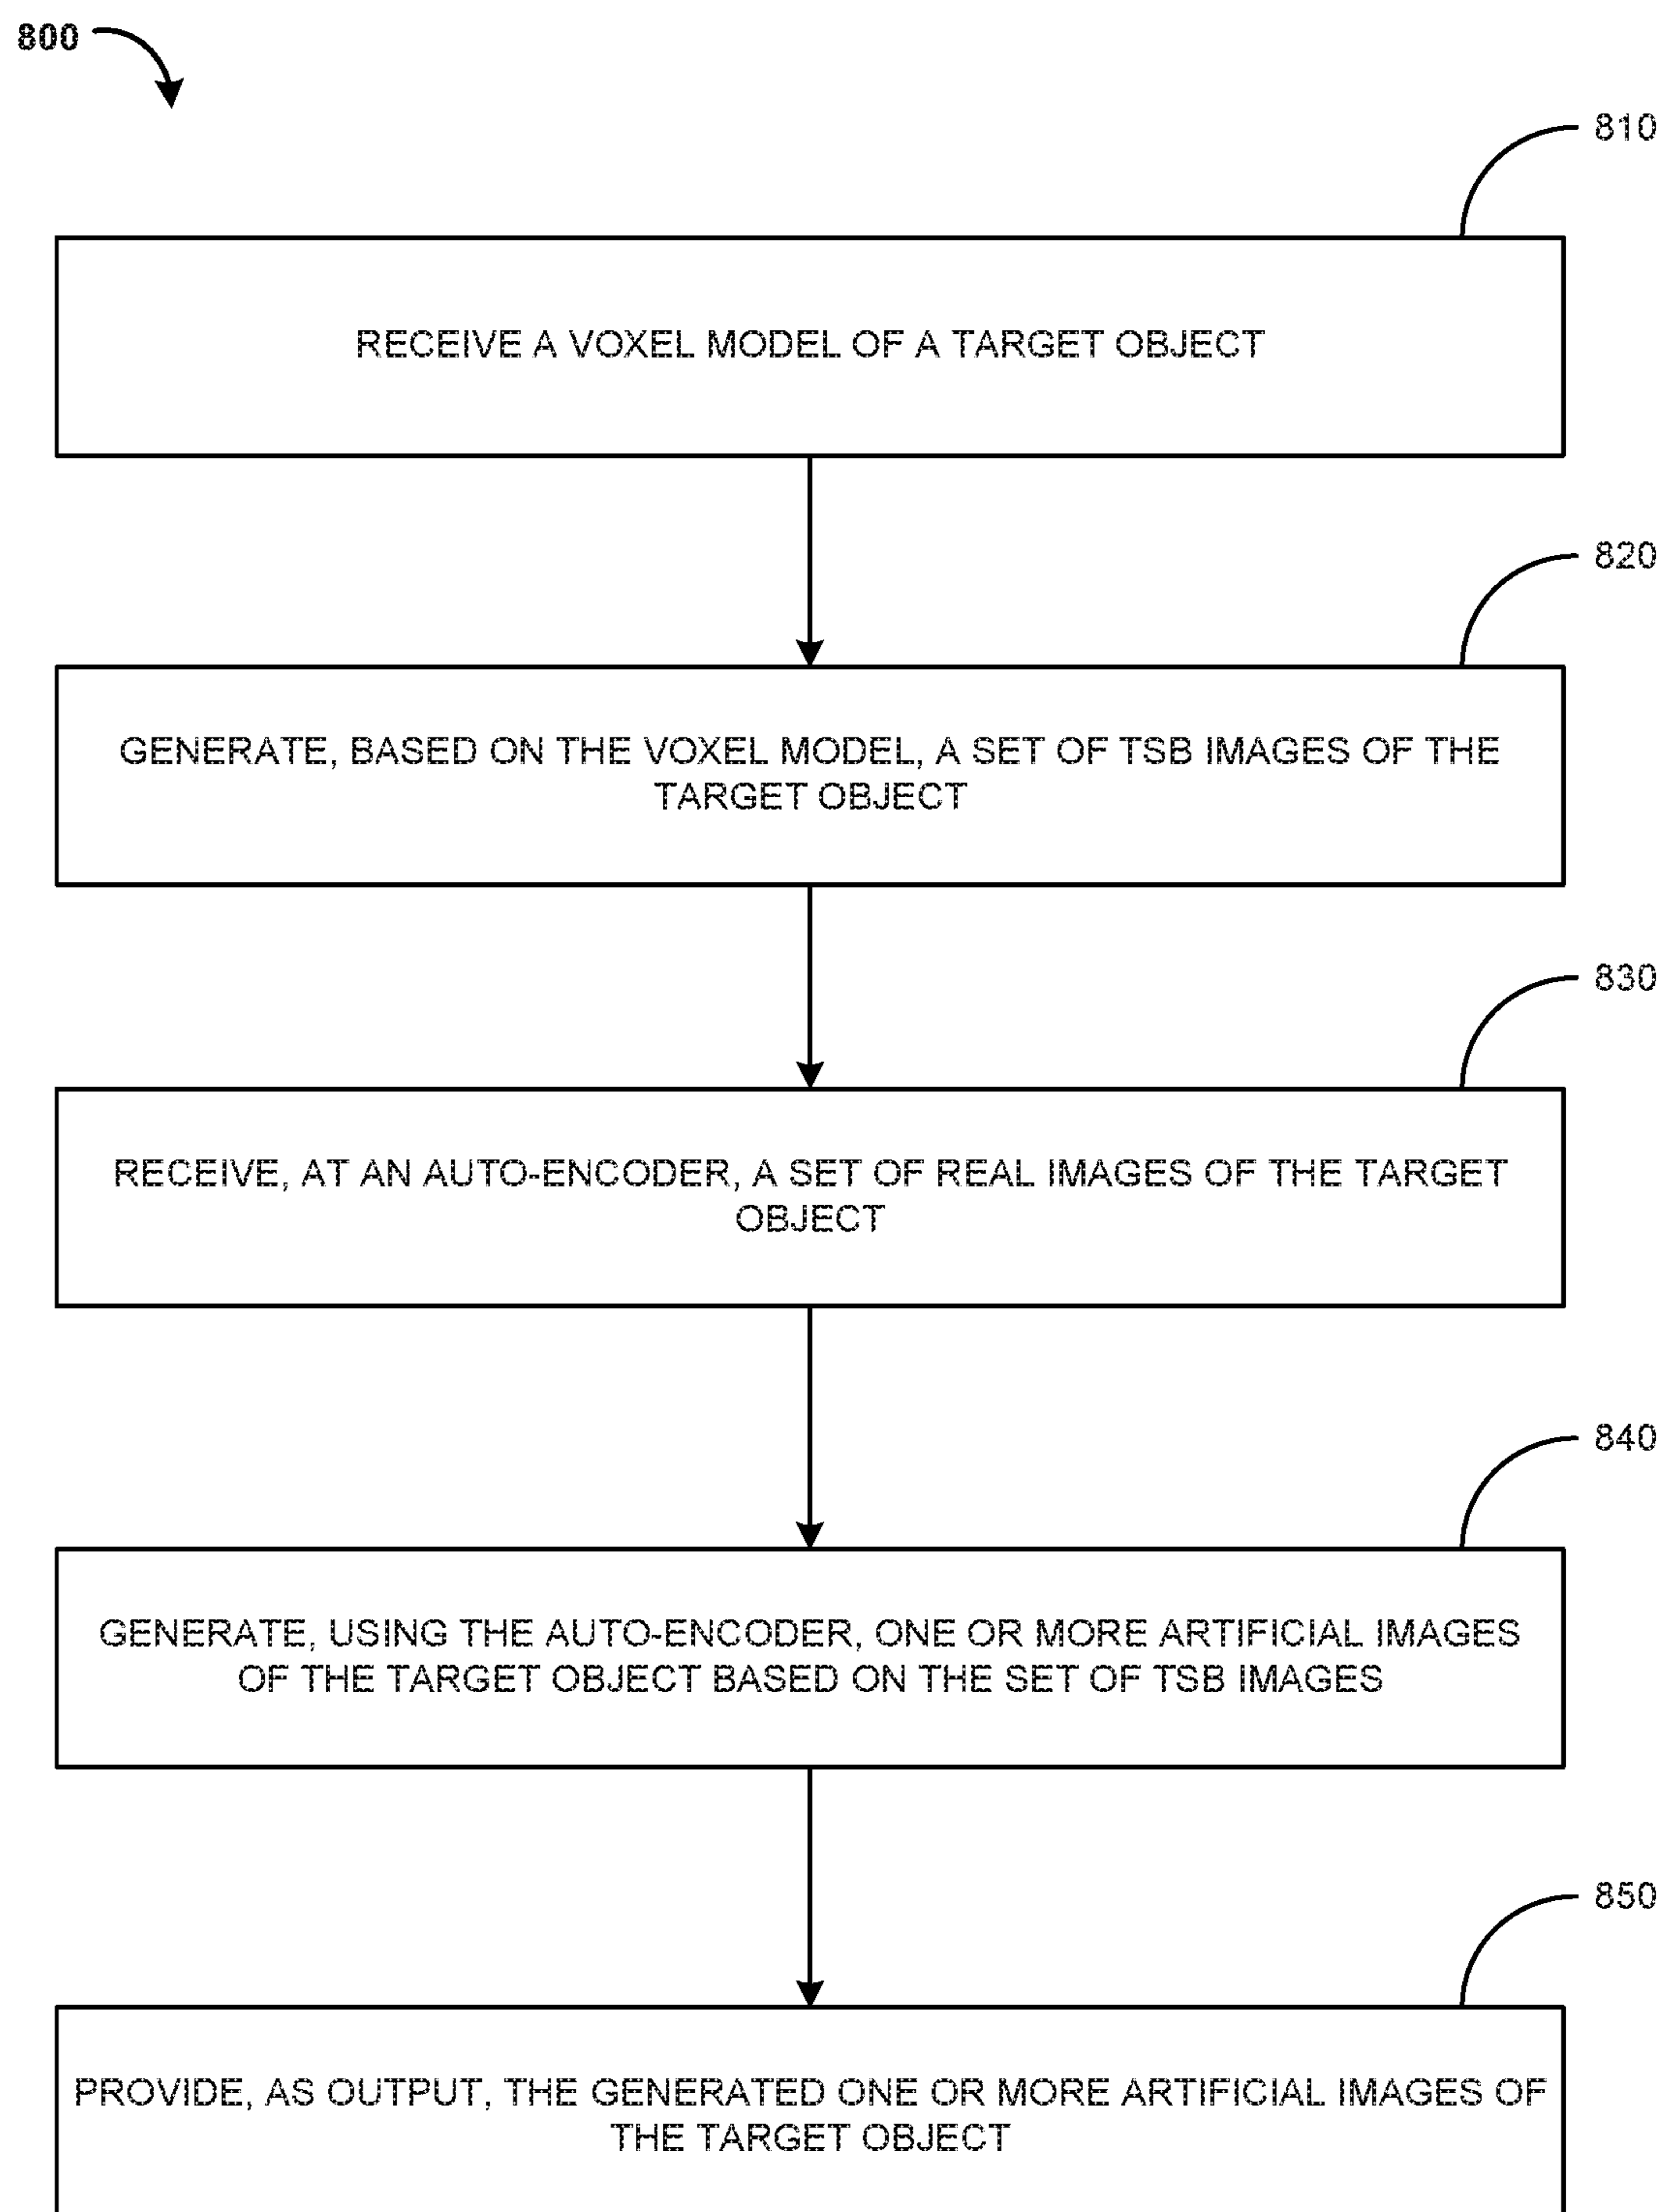 800
810
RECEIVE A VOXEL MODEL OF A TARGET OBJECT
820
GENERATE, BASED ON THE VOXEL MODEL, A SET OF TSB IMAGES OF THE
TARGET OBJECT
830
RECEIVE, AT AN AUTO-ENCODER, A SET OF REAL IMAGES OF THE TARGET
OBJECT
840
GENERATE, USING THE AUTO-ENCODER, ONE OR MORE ARTIFICIAL IMAGES
OF THE TARGET OBJECT BASED ON THE SET OF TSB IMAGES
850
PROVIDE, AS OUTPUT, THE GENERATED ONE OR MORE ARTIFICIAL IMAGES OF
THE TARGET OBJECT